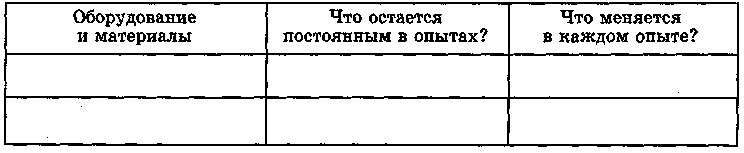 Оборудование
и материалы
Что остается
постоянным в опытах?
Что меняется
в каждом опыте?